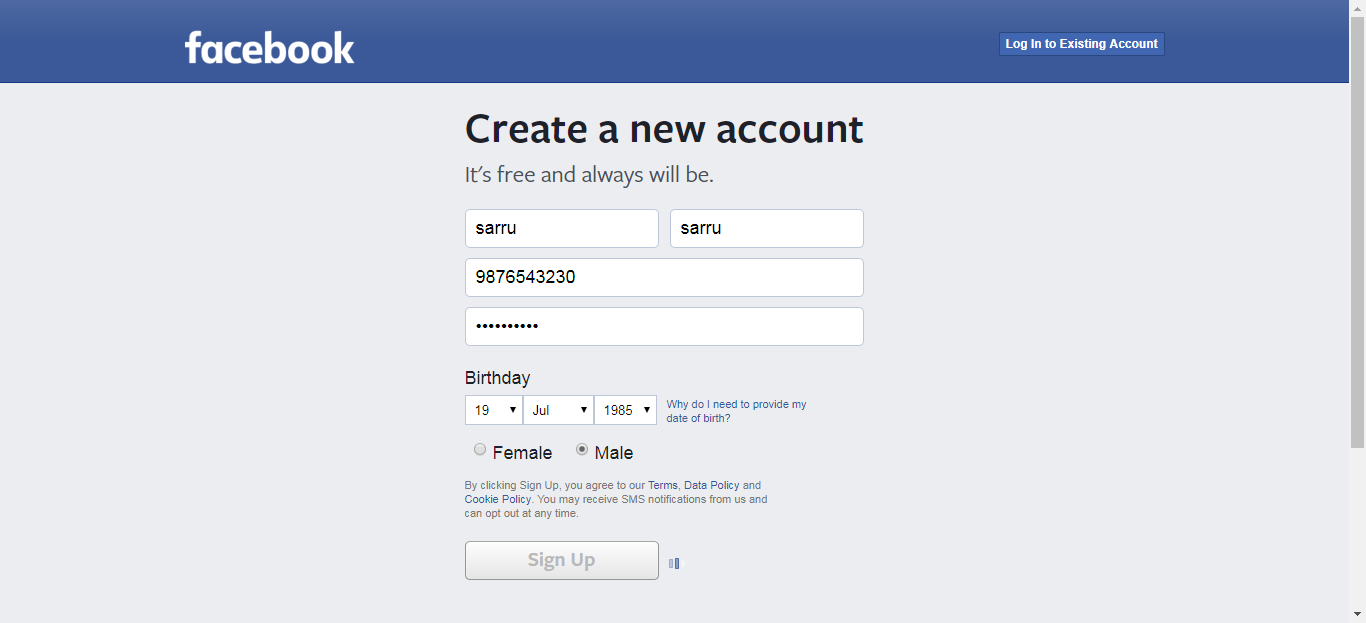 facebook
Log In to Existing Account
Create a new account
It's free and always will be.
sarru sarru
9876543230
••••••••••
Birthday
19 Jul 1985 Why do I need to provide my
date of birth?
Female Male
By clicking Sign Up, you agree to our Terms, Data Policy and
Cookie Policy. You may receive SMS notifications from us and
can opt out at any time.
Sign Up